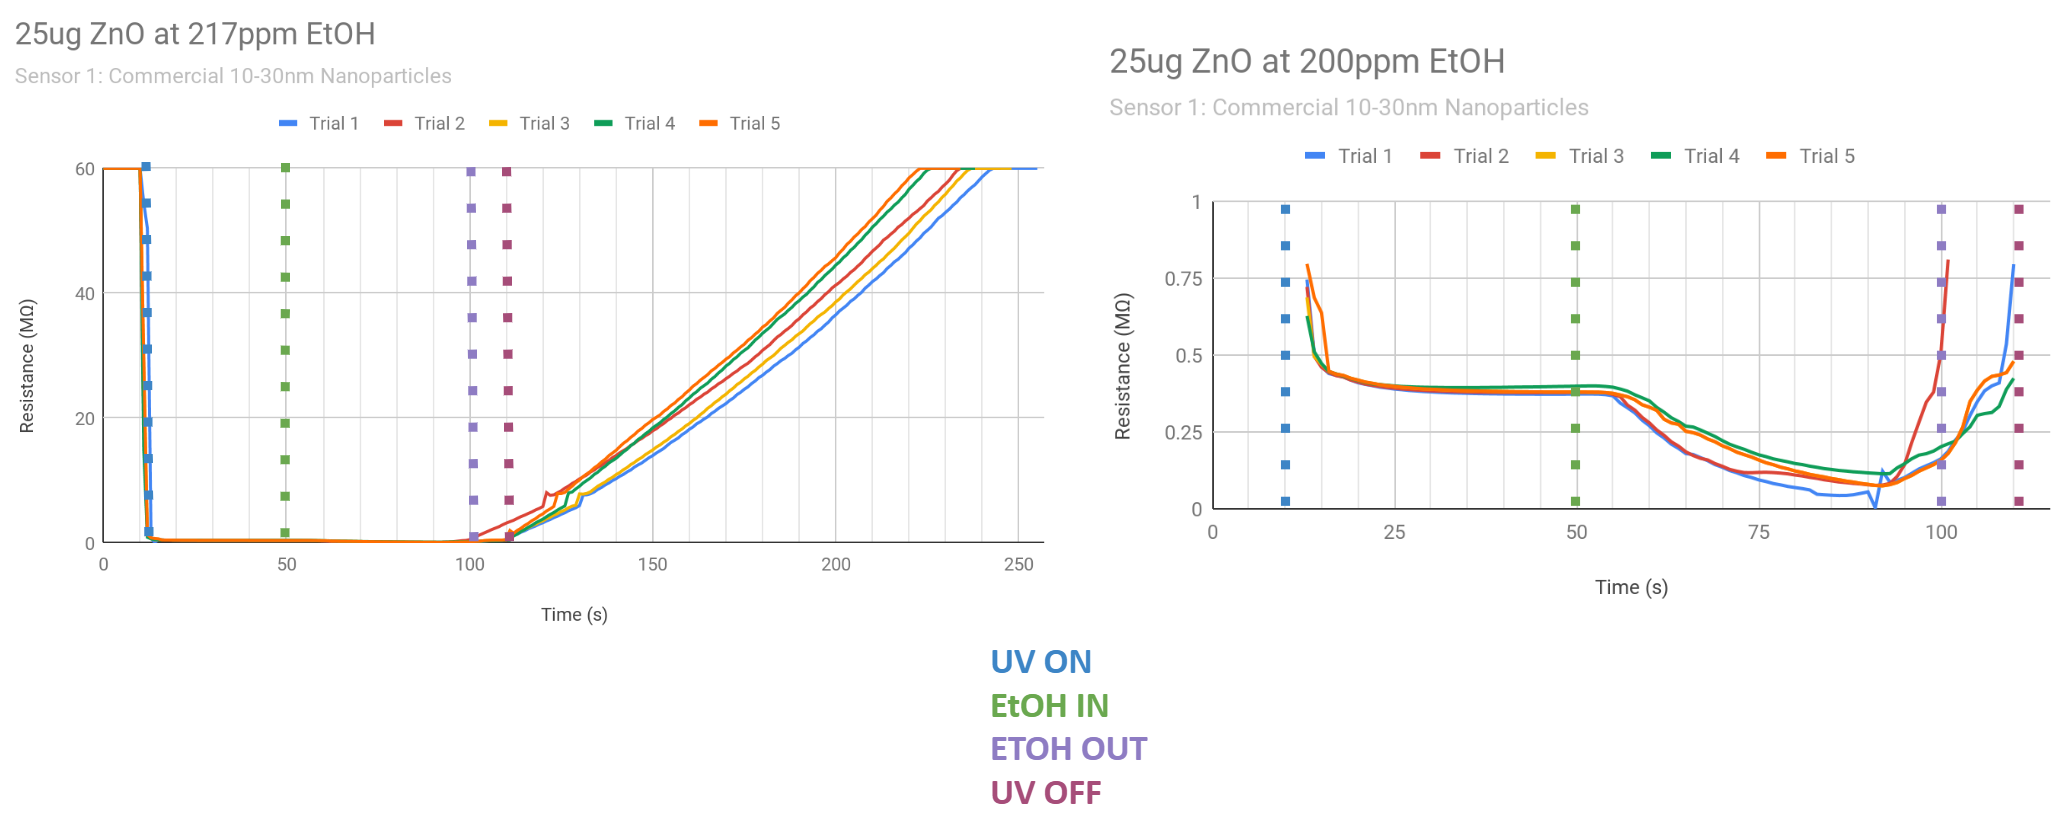 25ug ZnO at 217ppm EtOH
Sensor 1: Commercial 10-30nm Nanoparticles
Trial 1 Trial 2 Trial 3 Trial 4 Trial 5
60
40
20
0
Resistance (MΩ)
0 50 100 150 200 250
Time (s)
25ug ZnO at 200ppm EtOH
Sensor 1: Commercial 10-30nm Nanoparticles
Trial 1 Trial 2 Trial 3 Trial 4 Trial 5
1
0.75
0.5
0.25
0
Resistance (MΩ)
0 25 50 75 100
Time (s)
UV ON
EtOH IN
ETOH OUT
UV OFF